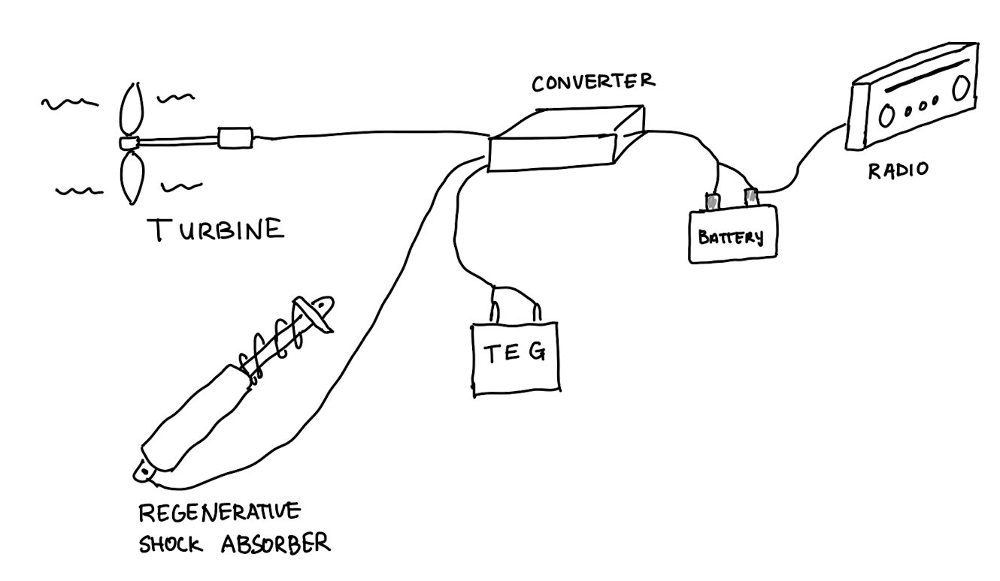 CONVERTER
RADIO
TURBINE
BATTERY
TEG
REGENERATIVE
SHOCK ABSORBER